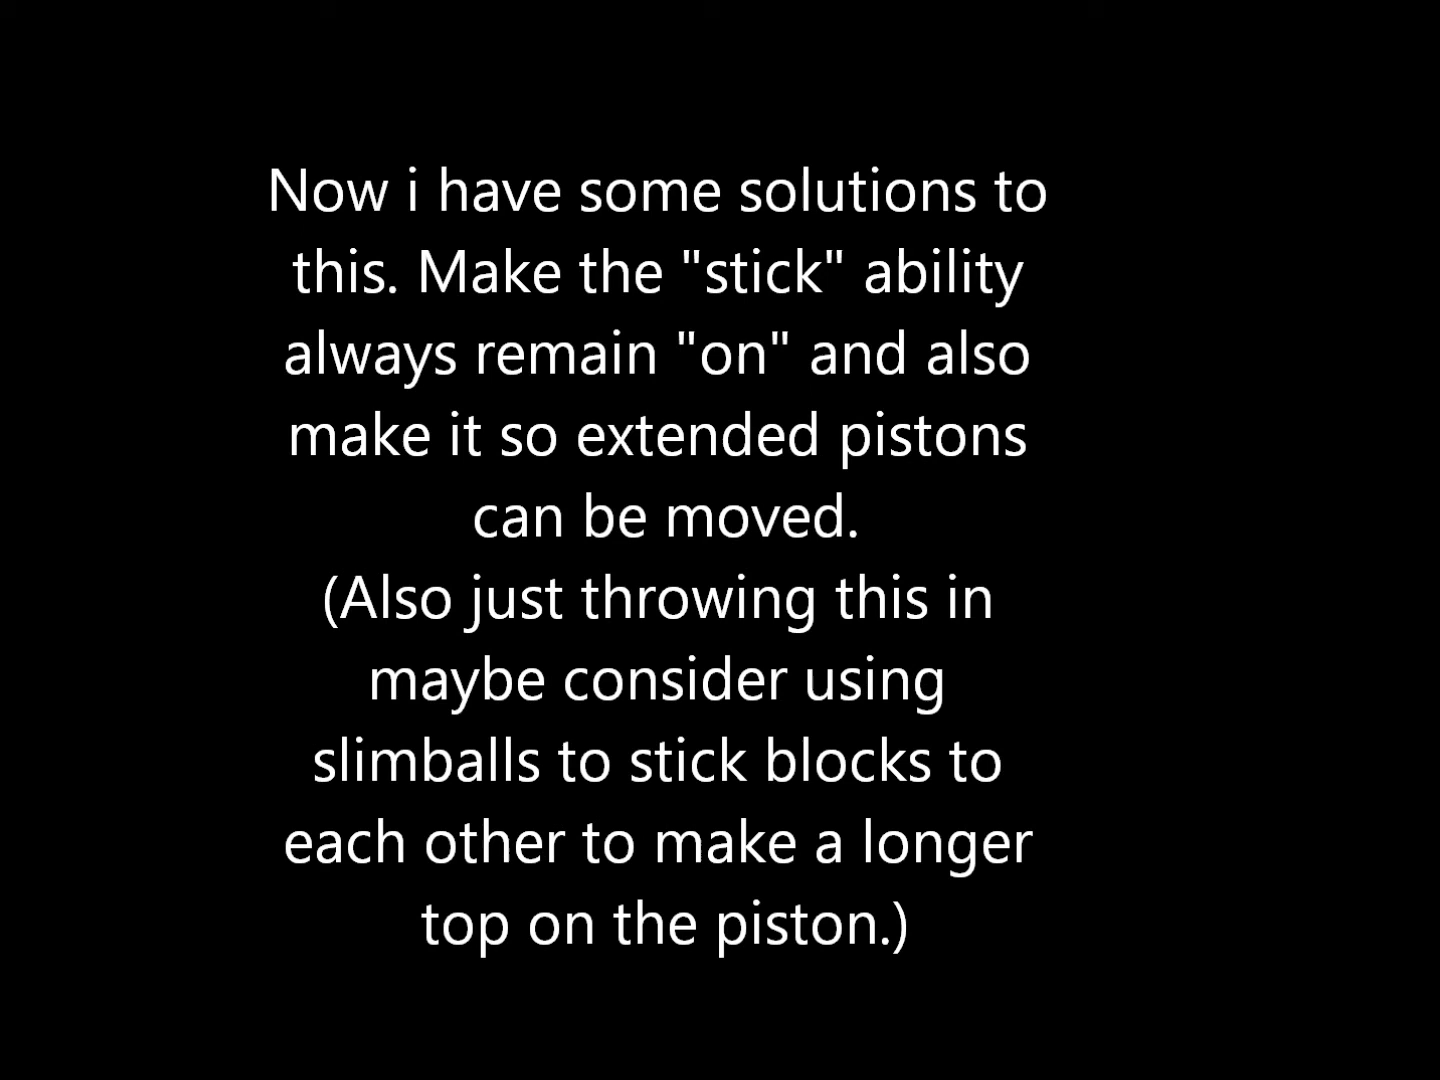 Now i have some solutions to
this. Make the "stick" ability
always remain "on" and also
make it so extended pistons
can be moved.
(Also just throwing this in
maybe consider using
slimballs to stick blocks to
each other to make a longer
top on the piston.)